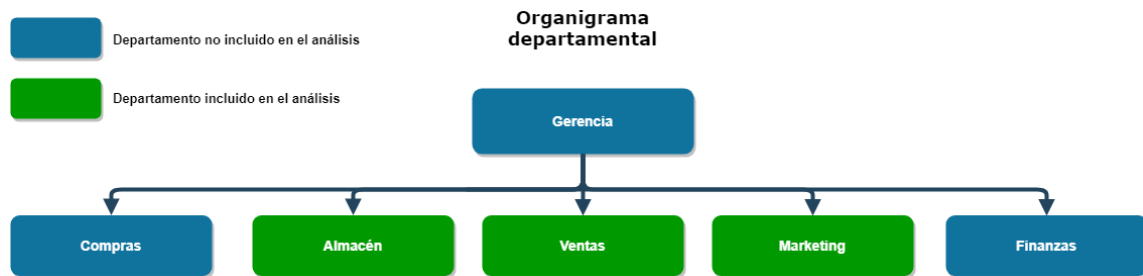 Organigrama
departamental
Departamento no incluido en el análisis
Departamento incluido en el análisis
Gerencia
Compras
Almacén
Ventas
Marketing
Finanzas